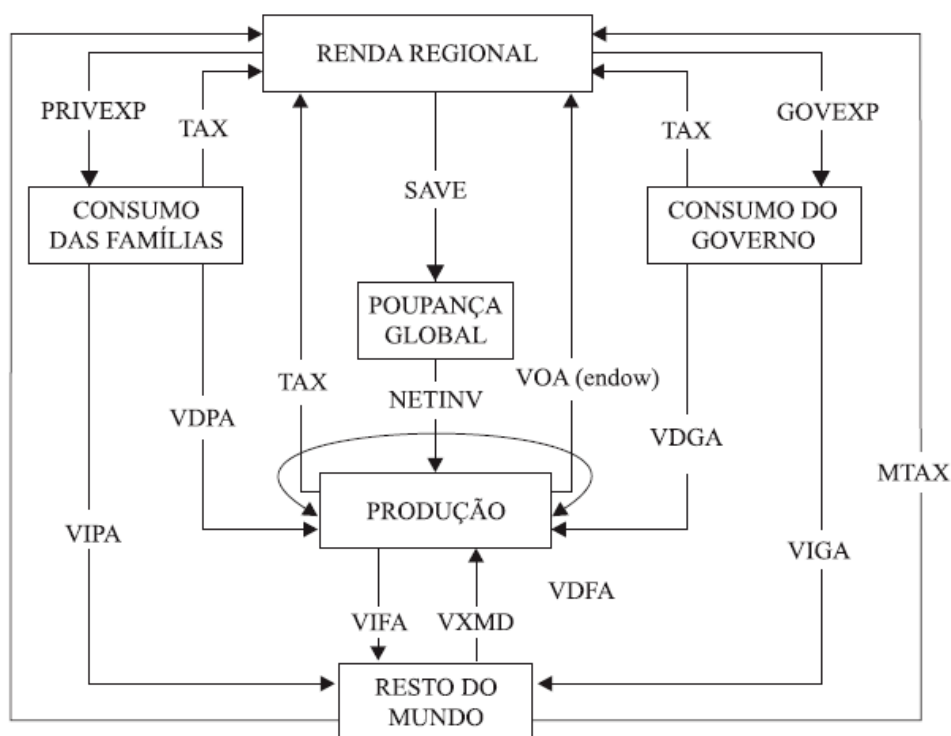 RENDA REGIONAL
PRIVEXP
TAX
TAX
GOVEXP
SAVE
CONSUMO
DAS FAMÍLIAS
CONSUMO DO
GOVERNO
POUPANÇA
GLOBAL
TAX
VOA (endow)
NETINV
VDPA
VDGA
MTAX
PRODUÇÃO
VIPA
VIGA
VDFA
VIFA
VXMD
RESTO DO
MUNDO